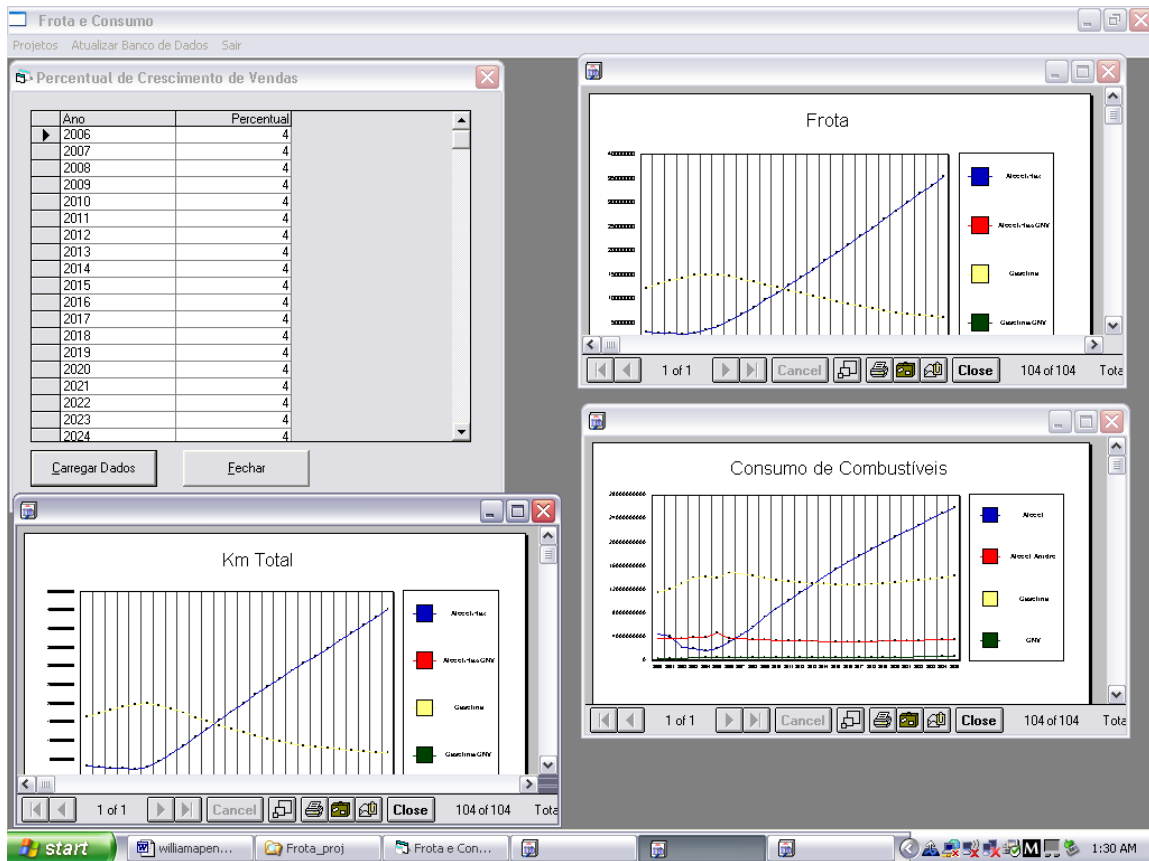 Frota e Consumo
Projetos Atualizar Banco de Dados Sair
Percentual de Crescimento de Vendas
Ano Percentual
2006 4
2007 4
2008 4
2009 4
2010 4
2011 4
2012 4
2013 4
2014 4
2015 4
2016 4
2017 4
2018 4
2019 4
2020 4
2021 4
2022 4
2023 4
2024 4
Carregar Dados Fechar
Frota
Gasolina
1 of 1 Cancel Close 104 of 104 Tota
Consumo de Combustíveis
Alcool
Gasolina
GNV
1 of 1 Cancel Close 104 of 104 Tota
Km Total
Gasolina
1 of 1 Cancel Close 104 of 104 Tota
start williamapen... Frota_proj Frota e Con... M 1:30 AM